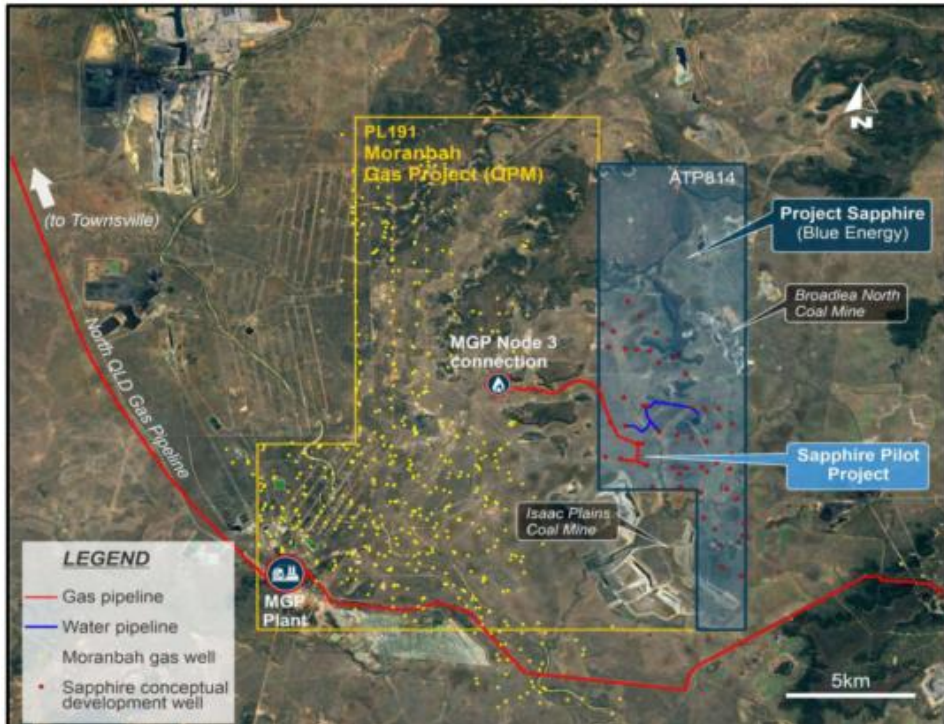 PL191
Moranbah
Gas Project (QPM)
ATP814
N
(to Townsville)
Project Sapphire
(Blue Energy)
Broadlea North
Coal Mine
North QLD Gas Pipeline
MGP Node 3
connection
Sapphire Pilot
Project
Isaac Plains
Coal Mine
MGP
Plant
LEGEND
Gas pipeline
Water pipeline
Moranbah gas well
Sapphire conceptual
development well
5km